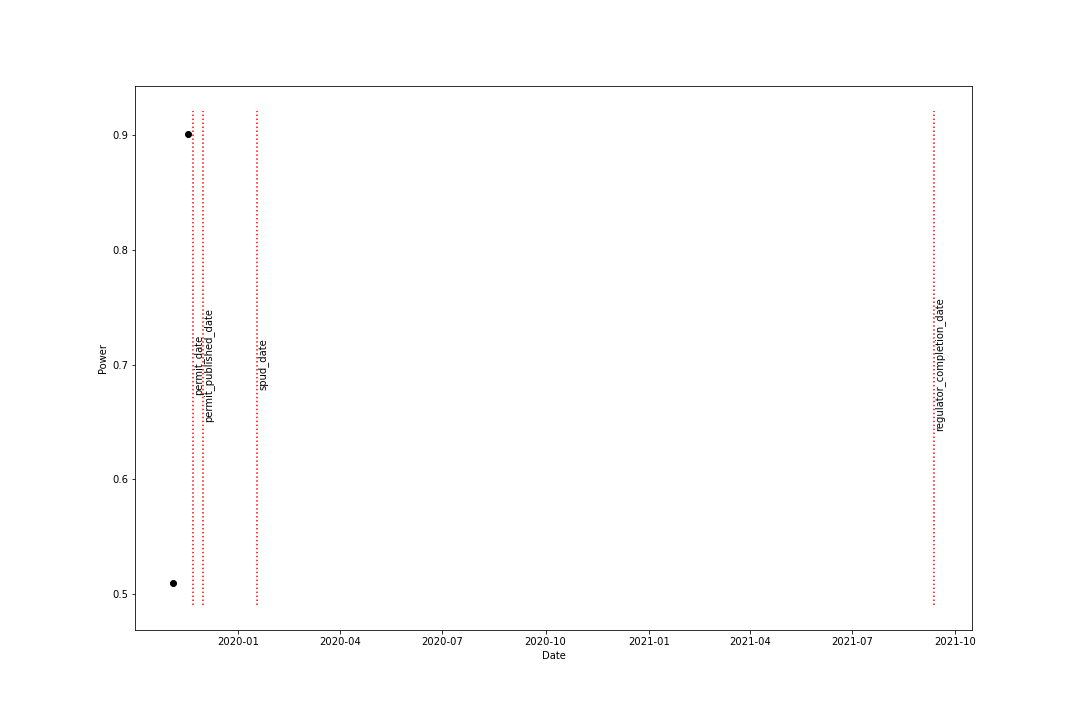 0.9
0.8
0.7
0.6
0.5
Power
permit_date
permit_published_date
spud_date
regulator_completion_date
2020-01
2020-04
2020-07
2020-10
2021-01
2021-04
2021-07
2021-10
Date